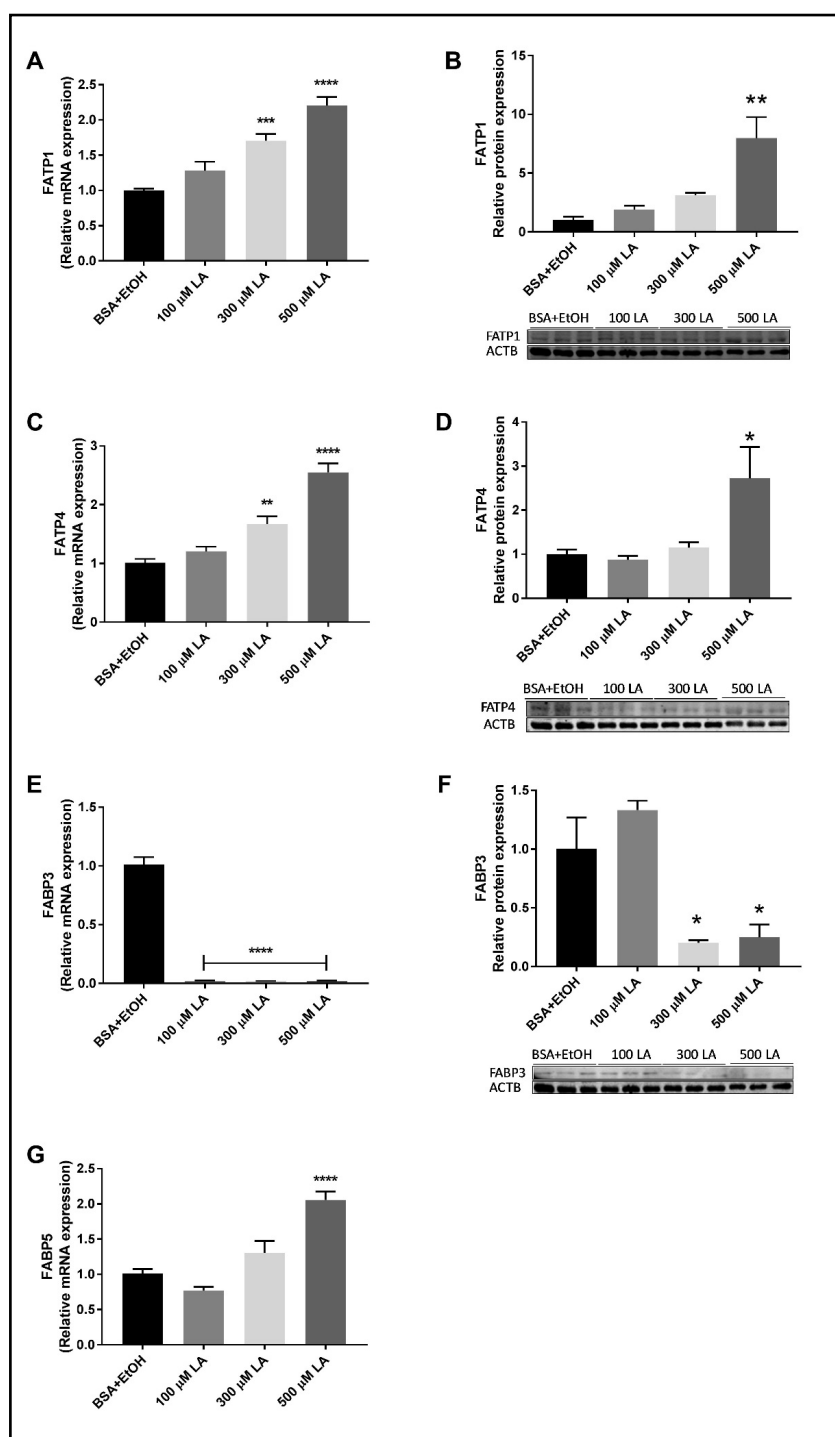 A
FATP1
(Relative mRNA expression)
2.5
2.0
1.5
1.0
0.5
0.0
***
****
BSA+EtOH
100 µM LA
300 µM LA
500 µM LA
B
FATP1
Relative protein expression
15
10
5
0
**
BSA+EtOH
100 µM LA
300 µM LA
500 µM LA
BSA+EtOH 100 LA 300 LA 500 LA
FATP1
ACTB
C
FATP4
(Relative mRNA expression)
3
2
1
0
**
****
BSA+EtOH
100 µM LA
300 µM LA
500 µM LA
D
FATP4
Relative protein expression
4
3
2
1
0
*
BSA+EtOH
100 µM LA
300 µM LA
500 µM LA
BSA+EtOH 100 LA 300 LA 500 LA
FATP4
ACTB
E
FABP3
(Relative mRNA expression)
1.5
1.0
0.5
0.0
****
BSA+EtOH
100 µM LA
300 µM LA
500 µM LA
F
FABP3
Relative protein expression
1.5
1.0
0.5
0.0
*
*
BSA+EtOH
100 µM LA
300 µM LA
500 µM LA
BSA+EtOH 100 LA 300 LA 500 LA
FABP3
ACTB
G
FABP5
(Relative mRNA expression)
2.5
2.0
1.5
1.0
0.5
0.0
****
BSA+EtOH
100 µM LA
300 µM LA
500 µM LA